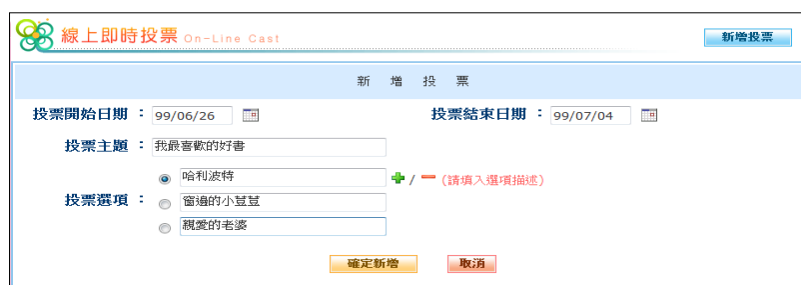 線上即時投票 On-Line Cast 新增投票
新 增 投 票
投票開始日期 : 99/06/26 投票結束日期 : 99/07/04
投票主題 : 我最喜歡的好書
哈利波特 + / − (請填入選項描述)
投票選項 : 窗邊的小荳荳
親愛的老婆
確定新增 取消